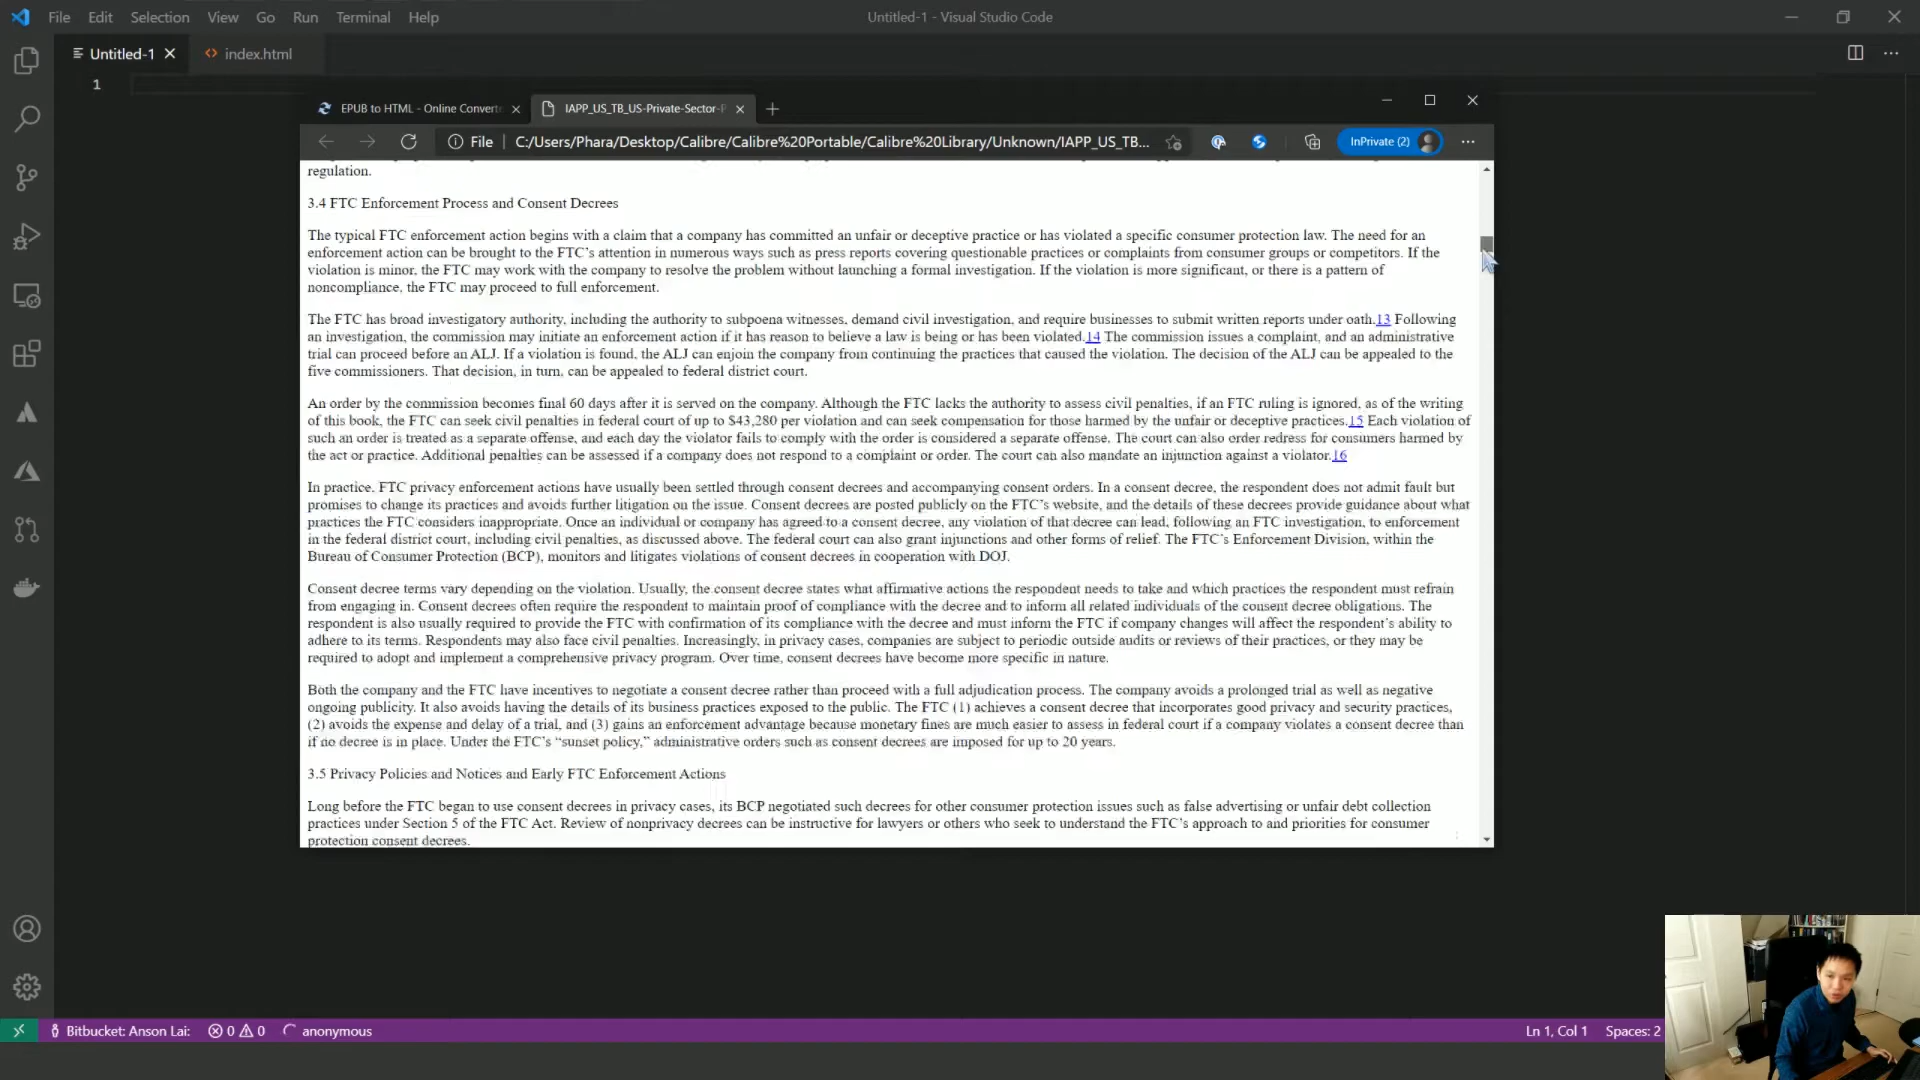 File Edit Selection View Go Run Terminal Help
Untitled-1 - Visual Studio Code
Untitled-1
index.html
1
EPUB to HTML - Online Converte
IAPP_US_TB_US-Private-Sector-P
File
C:/Users/Phara/Desktop/Calibre/Calibre%20Portable/Calibre%20Library/Unknown/IAPP_US_TB...
InPrivate (2)
regulation.
3.4 FTC Enforcement Process and Consent Decrees
The typical FTC enforcement action begins with a claim that a company has committed an unfair or deceptive practice or has violated a specific consumer protection law. The need for an
enforcement action can be brought to the FTC’s attention in numerous ways such as press reports covering questionable practices or complaints from consumer groups or competitors. If the
violation is minor, the FTC may work with the company to resolve the problem without launching a formal investigation. If the violation is more significant, or there is a pattern of
noncompliance, the FTC may proceed to full enforcement.
The FTC has broad investigatory authority, including the authority to subpoena witnesses, demand civil investigation, and require businesses to submit written reports under oath.13 Following
an investigation, the commission may initiate an enforcement action if it has reason to believe a law is being or has been violated.14 The commission issues a complaint, and an administrative
trial can proceed before an ALJ. If a violation is found, the ALJ can enjoin the company from continuing the practices that caused the violation. The decision of the ALJ can be appealed to the
five commissioners. That decision, in turn, can be appealed to federal district court.
An order by the commission becomes final 60 days after it is served on the company. Although the FTC lacks the authority to assess civil penalties, if an FTC ruling is ignored, as of the writing
of this book, the FTC can seek civil penalties in federal court of up to $43,280 per violation and can seek compensation for those harmed by the unfair or deceptive practices.15 Each violation of
such an order is treated as a separate offense, and each day the violator fails to comply with the order is considered a separate offense. The court can also order redress for consumers harmed by
the act or practice. Additional penalties can be assessed if a company does not respond to a complaint or order. The court can also mandate an injunction against a violator.16
In practice, FTC privacy enforcement actions have usually been settled through consent decrees and accompanying consent orders. In a consent decree, the respondent does not admit fault but
promises to change its practices and avoids further litigation on the issue. Consent decrees are posted publicly on the FTC’s website, and the details of these decrees provide guidance about what
practices the FTC considers inappropriate. Once an individual or company has agreed to a consent decree, any violation of that decree can lead, following an FTC investigation, to enforcement
in the federal district court, including civil penalties, as discussed above. The federal court can also grant injunctions and other forms of relief. The FTC’s Enforcement Division, within the
Bureau of Consumer Protection (BCP), monitors and litigates violations of consent decrees in cooperation with DOJ.
Consent decree terms vary depending on the violation. Usually, the consent decree states what affirmative actions the respondent needs to take and which practices the respondent must refrain
from engaging in. Consent decrees often require the respondent to maintain proof of compliance with the decree and to inform all related individuals of the consent decree obligations. The
respondent is also usually required to provide the FTC with confirmation of its compliance with the decree and must inform the FTC if company changes will affect the respondent’s ability to
adhere to its terms. Respondents may also face civil penalties. Increasingly, in privacy cases, companies are subject to periodic outside audits or reviews of their practices, or they may be
required to adopt and implement a comprehensive privacy program. Over time, consent decrees have become more specific in nature.
Both the company and the FTC have incentives to negotiate a consent decree rather than proceed with a full adjudication process. The company avoids a prolonged trial as well as negative
ongoing publicity. It also avoids having the details of its business practices exposed to the public. The FTC (1) achieves a consent decree that incorporates good privacy and security practices,
(2) avoids the expense and delay of a trial, and (3) gains an enforcement advantage because monetary fines are much easier to assess in federal court if a company violates a consent decree than
if no decree is in place. Under the FTC’s “sunset policy,” administrative orders such as consent decrees are imposed for up to 20 years.
3.5 Privacy Policies and Notices and Early FTC Enforcement Actions
Long before the FTC began to use consent decrees in privacy cases, its BCP negotiated such decrees for other consumer protection issues such as false advertising or unfair debt collection
practices under Section 5 of the FTC Act. Review of nonprivacy decrees can be instructive for lawyers or others who seek to understand the FTC’s approach to and priorities for consumer
protection consent decrees.
Bitbucket: Anson Lai: 0 0 anonymous
Ln 1, Col 1 Spaces: 2